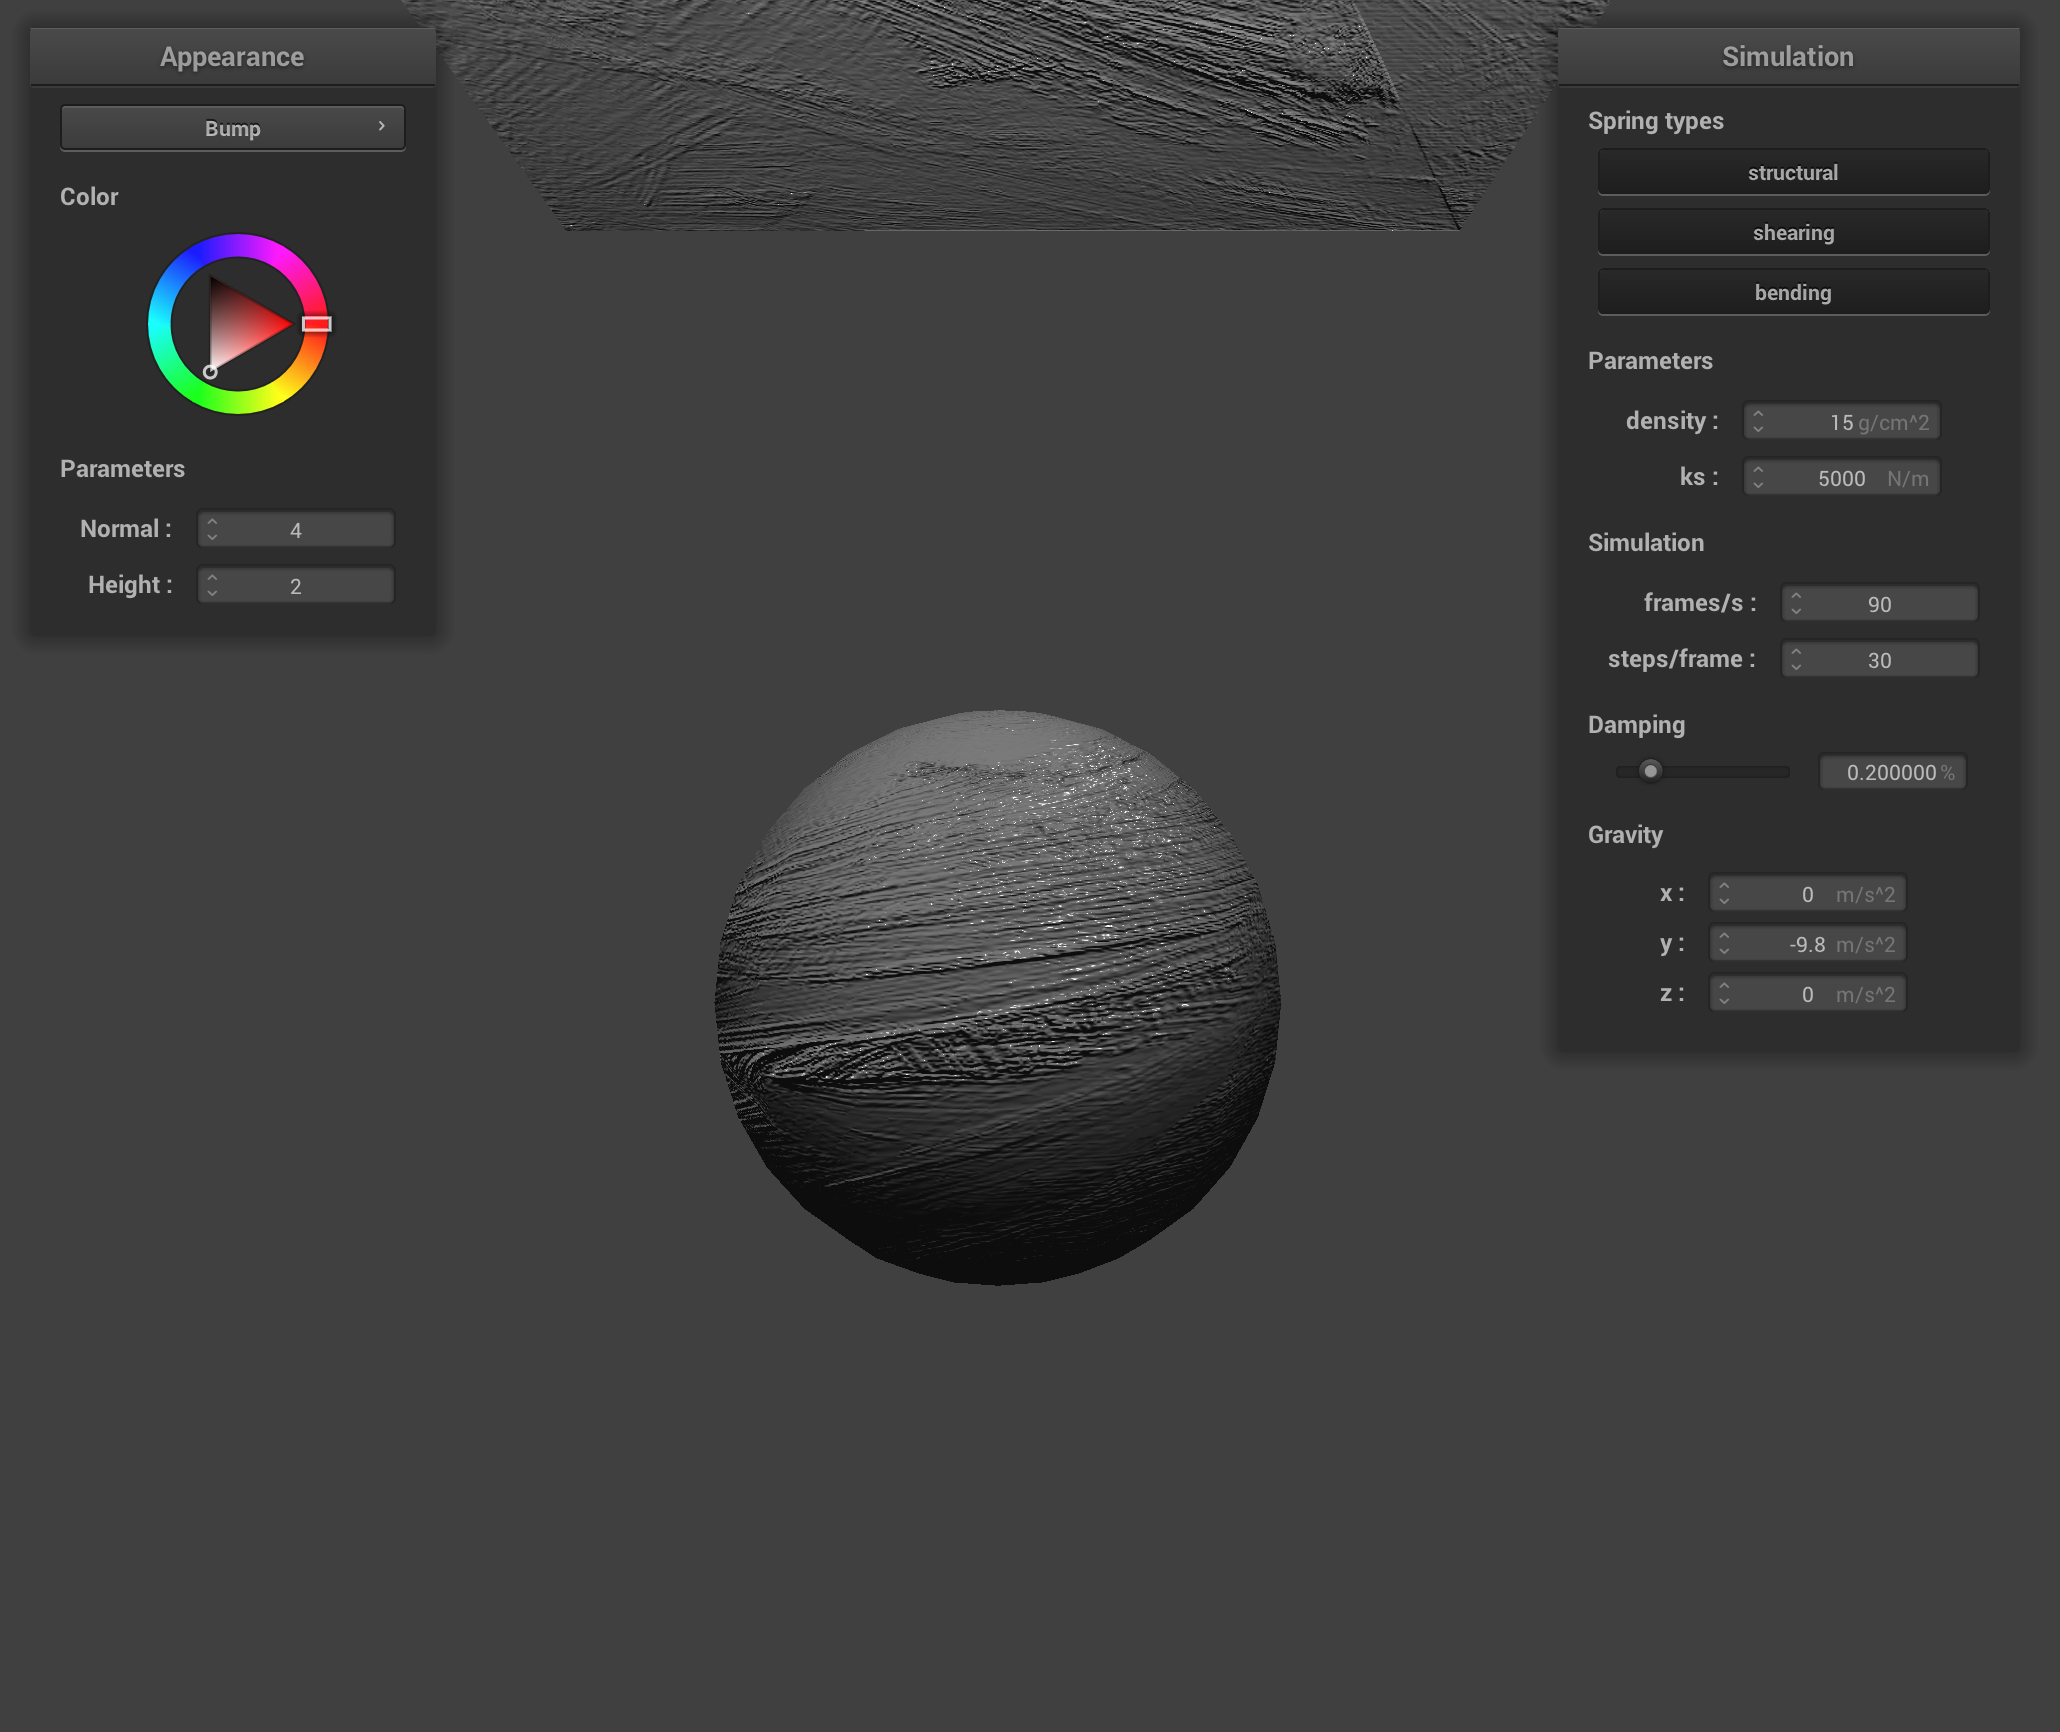 Appearance
Bump
Color
Parameters
Normal : 4
Height : 2
Simulation
Spring types
structural
shearing
bending
Parameters
density : 15 g/cm^2
ks : 5000 N/m
Simulation
frames/s : 90
steps/frame : 30
Damping
0.200000 %
Gravity
x : 0 m/s^2
y : -9.8 m/s^2
z : 0 m/s^2